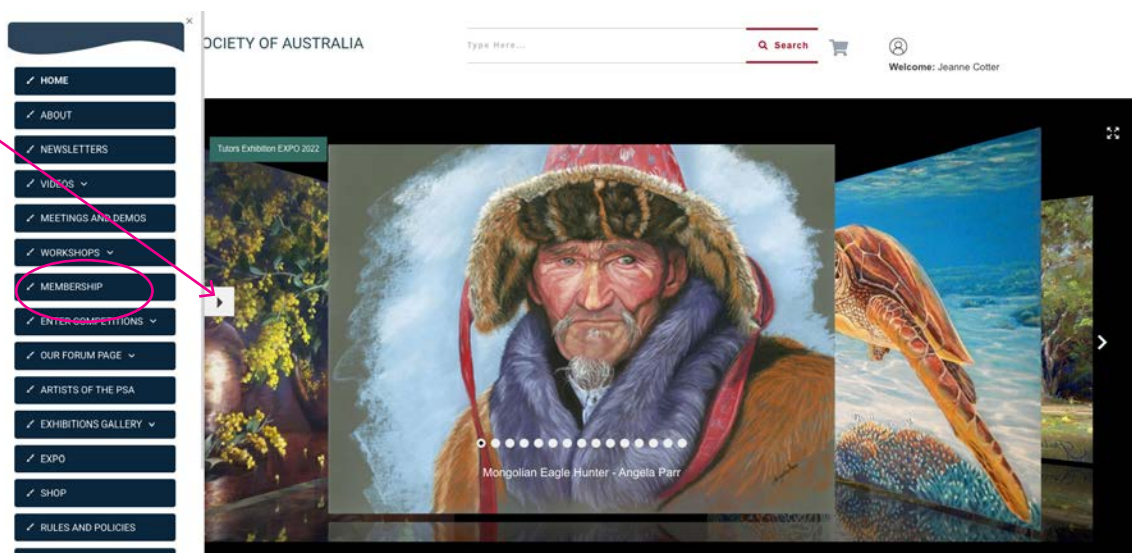 ×
OCIETY OF AUSTRALIA
Type Here...
Search
Welcome: Jeanne Cotter
HOME
ABOUT
NEWSLETTERS
VIDEOS
MEETINGS AND DEMOS
WORKSHOPS
MEMBERSHIP
ENTER COMPETITIONS
OUR FORUM PAGE
ARTISTS OF THE PSA
EXHIBITIONS GALLERY
EXPO
SHOP
RULES AND POLICIES
Tutors Exhibition EXPO 2022
Mongolian Eagle Hunter - Angela Parr